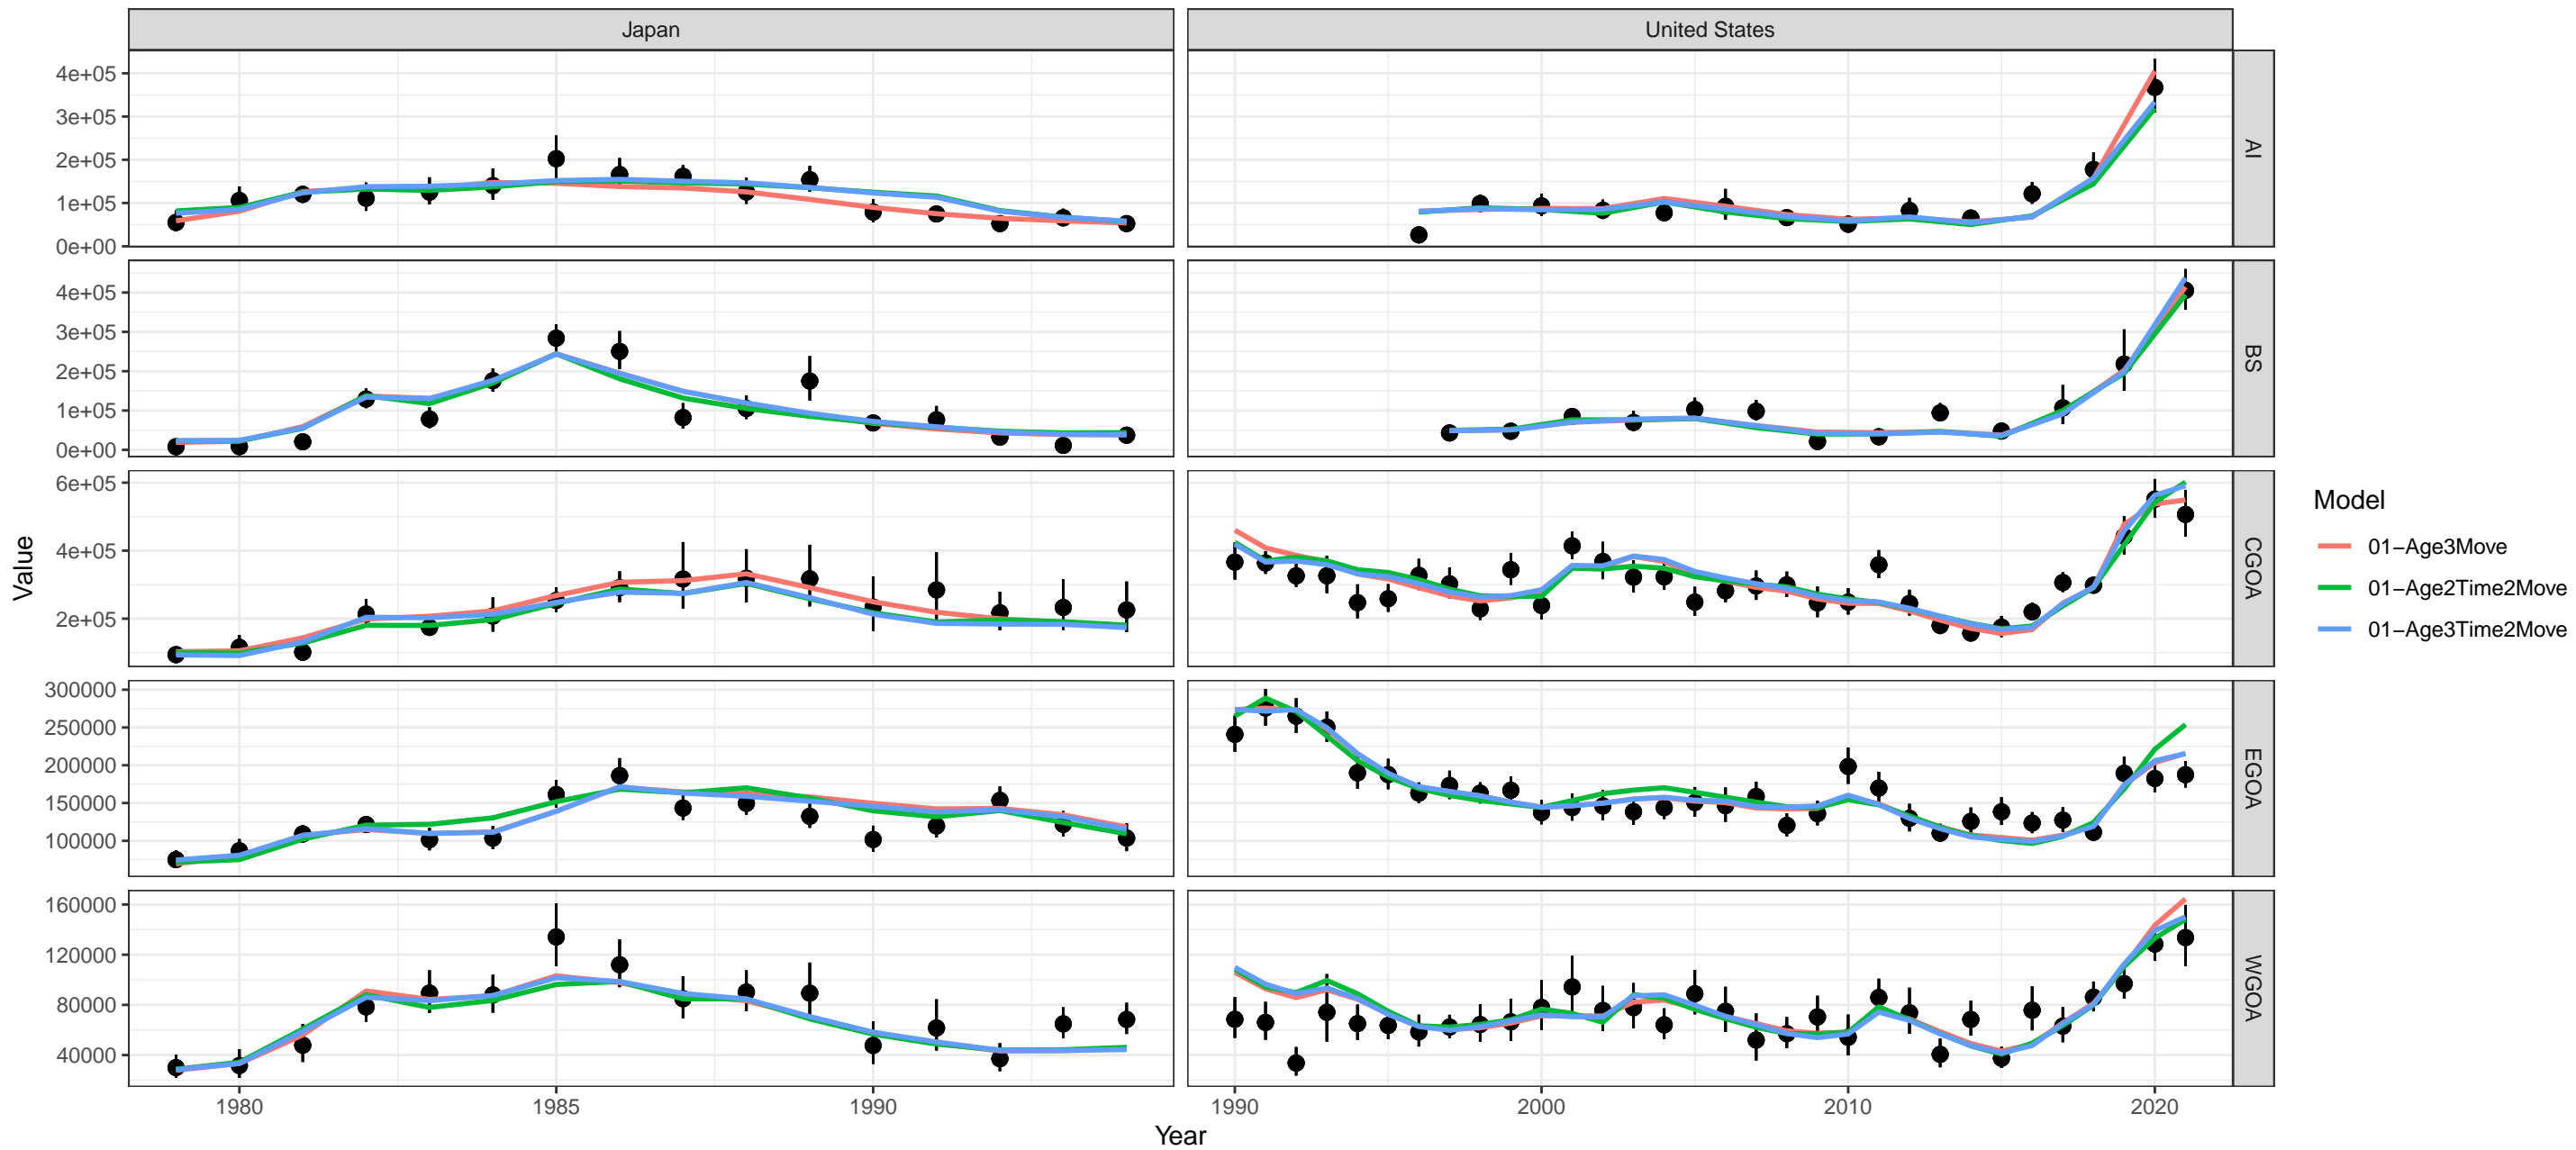 Japan
United States
4e+05
3e+05
2e+05
1e+05
0e+00
AI
4e+05
3e+05
2e+05
1e+05
0e+00
BS
6e+05
4e+05
2e+05
CGOA
300000
250000
200000
150000
100000
EGOA
160000
120000
80000
40000
WGOA
1980
1985
1990
1990
2000
2010
2020
Year
Value
Model
01−Age3Move
01−Age2Time2Move
01−Age3Time2Move